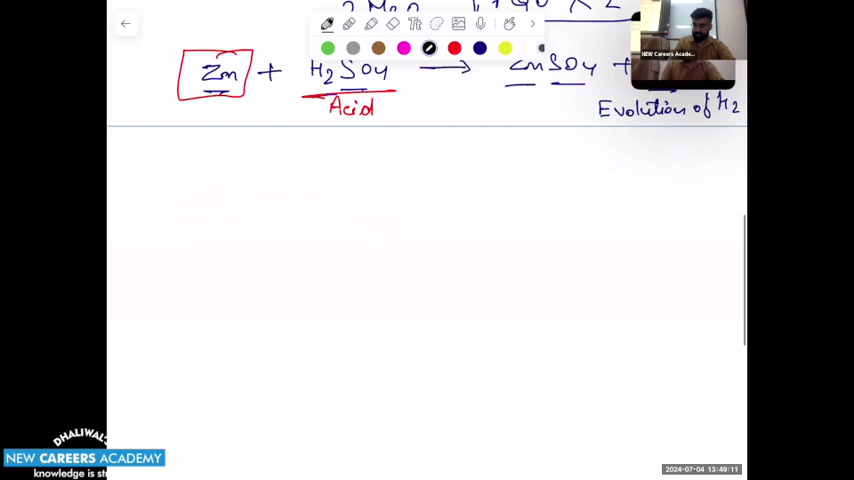 Zn + H2SO4 → ZnSO4 +
Acid
Evolution of H2
Tt
NEW Careers Acade...
DHALIWAL'
NEW CAREERS ACADEMY
knowledge is st
2024-07-04 13:49:11